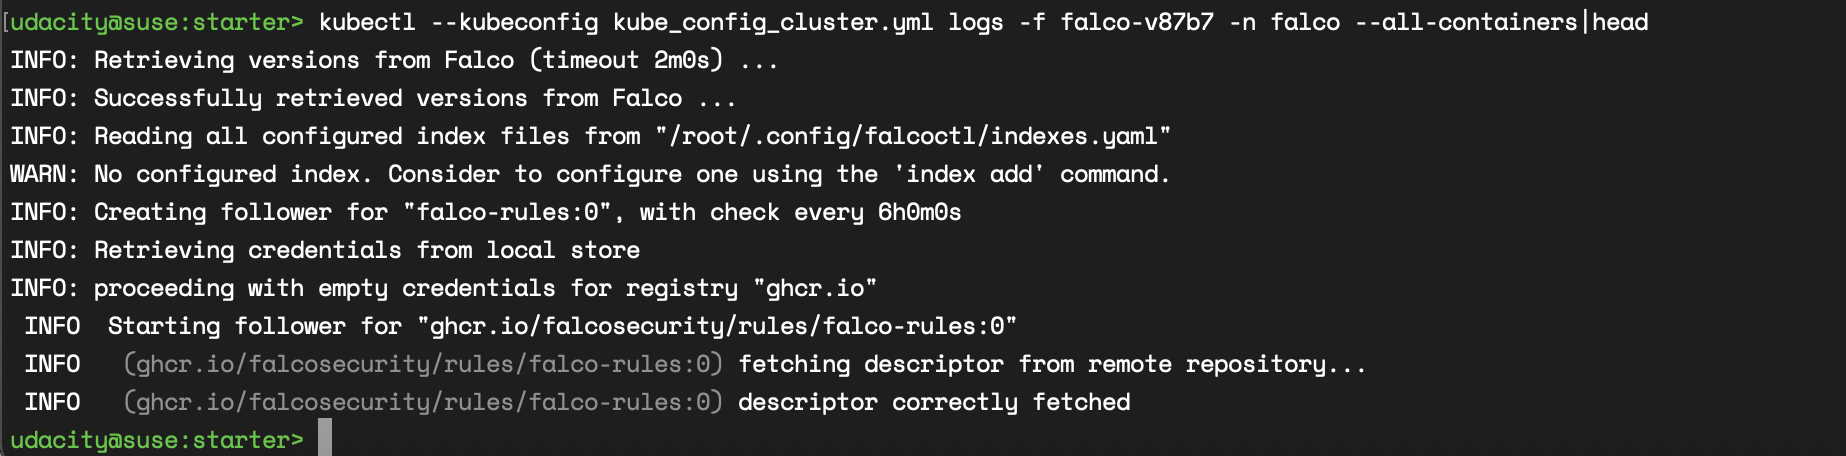 [udacity@suse:starter> kubectl --kubeconfig kube_config_cluster.yml logs -f falco-v87b7 -n falco --all-containers|head
INFO: Retrieving versions from Falco (timeout 2m0s) ...
INFO: Successfully retrieved versions from Falco ...
INFO: Reading all configured index files from "/root/.config/falcoctl/indexes.yaml"
WARN: No configured index. Consider to configure one using the 'index add' command.
INFO: Creating follower for "falco-rules:0", with check every 6h0m0s
INFO: Retrieving credentials from local store
INFO: proceeding with empty credentials for registry "ghcr.io"
 INFO  Starting follower for "ghcr.io/falcosecurity/rules/falco-rules:0"
 INFO   (ghcr.io/falcosecurity/rules/falco-rules:0) fetching descriptor from remote repository...
 INFO   (ghcr.io/falcosecurity/rules/falco-rules:0) descriptor correctly fetched
udacity@suse:starter>